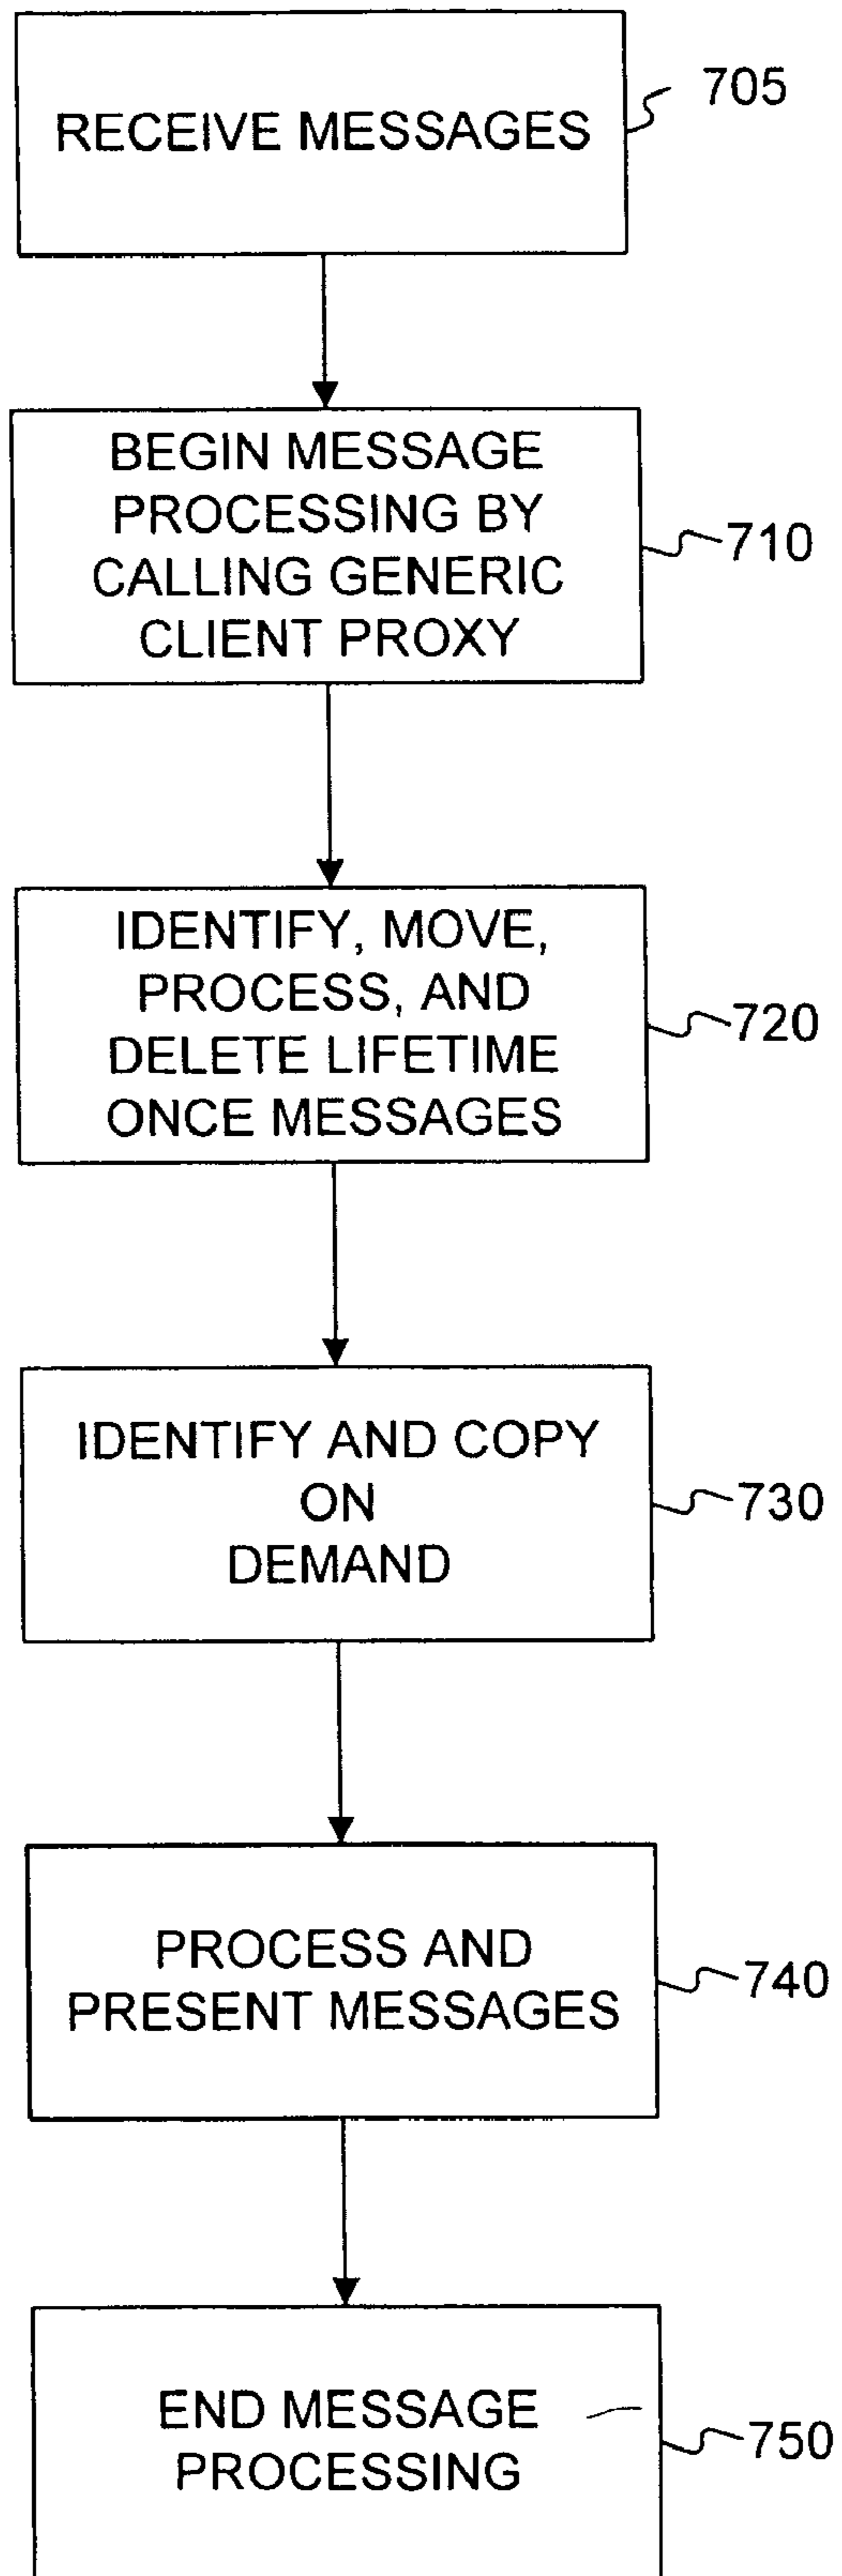 RECEIVE MESSAGES
705
BEGIN MESSAGE
PROCESSING BY
CALLING GENERIC
CLIENT PROXY
710
IDENTIFY, MOVE,
PROCESS, AND
DELETE LIFETIME
ONCE MESSAGES
720
IDENTIFY AND COPY
ON
DEMAND
730
PROCESS AND
PRESENT MESSAGES
740
END MESSAGE
PROCESSING
750